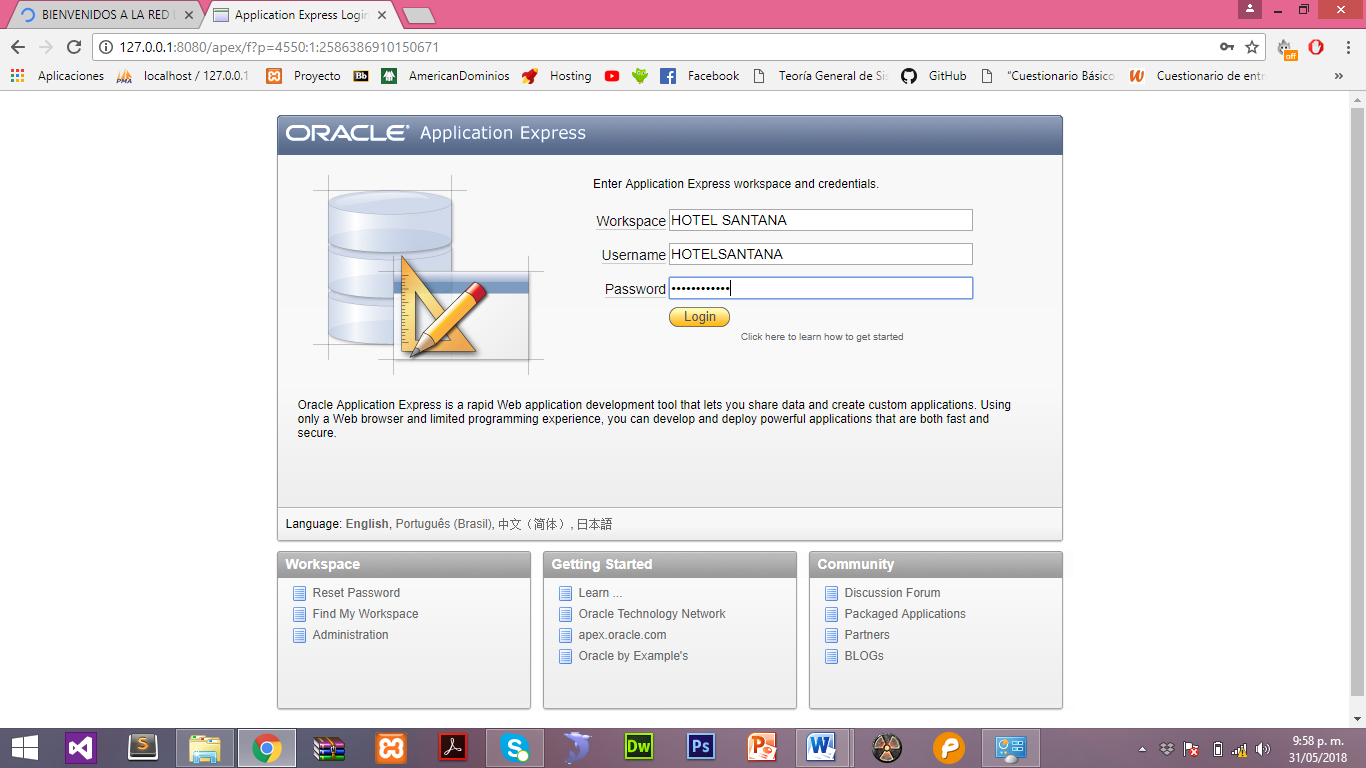 BIENVENIDOS A LA RED
Application Express Login
127.0.0.1:8080/apex/f?p=4550:1:2586386910150671
Aplicaciones
PMA
localhost / 127.0.0.1
Proyecto
Bb
AmericanDominios
Hosting
Facebook
Teoría General de Sis
GitHub
"Cuestionario Básico
Cuestionario de entr
»
off
ORACLE Application Express
Enter Application Express workspace and credentials.
Workspace HOTEL SANTANA
Username HOTELSANTANA
Password ••••••••••••
Login
Click here to learn how to get started
Oracle Application Express is a rapid Web application development tool that lets you share data and create custom applications. Using
only a Web browser and limited programming experience, you can develop and deploy powerful applications that are both fast and
secure.
Language: English, Português (Brasil), 中文（简体）, 日本語
Workspace
Reset Password
Find My Workspace
Administration
Getting Started
Learn ...
Oracle Technology Network
apex.oracle.com
Oracle by Example's
Community
Discussion Forum
Packaged Applications
Partners
BLOGs
Dw
Ps
9:58 p. m.
31/05/2018